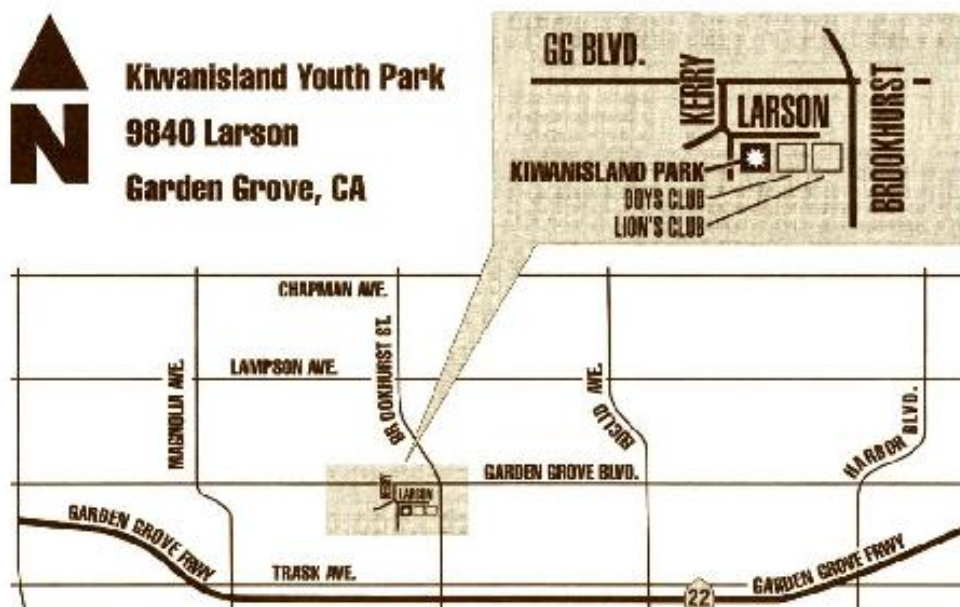 N
Kiwanisland Youth Park
9840 Larson
Garden Grove, CA
GG BLVD.
KERRY
LARSON
BROOKHURST
KIWANISLAND PARK
BOYS CLUB
LION'S CLUB
CHAPMAN AVE.
LAMPSON AVE.
MAGNOLIA AVE.
BROOKHURST ST.
EUCLID AVE.
HARBOR BLVD.
GARDEN GROVE BLVD.
KERRY
LARSON
GARDEN GROVE FRWY
TRASK AVE.
22
GARDEN GROVE FRWY